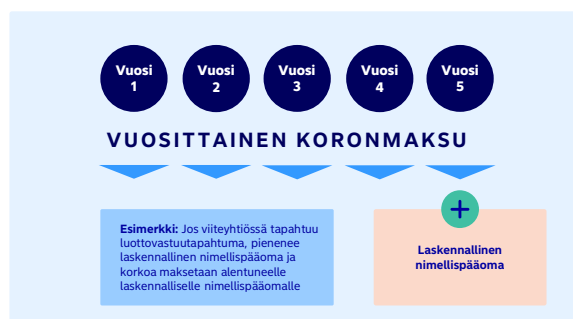 Vuosi
1
Vuosi
2
Vuosi
3
Vuosi
4
Vuosi
5
VUOSITTAINEN KORONMAKSU
Esimerkki: Jos viiteyhtiössä tapahtuu
luottovastuutapahtuma, pienenee
laskennallinen nimellispääoma ja
korkoa maksetaan alentuneelle
laskennalliselle nimellispääomalle
+
Laskennallinen
nimellispääoma